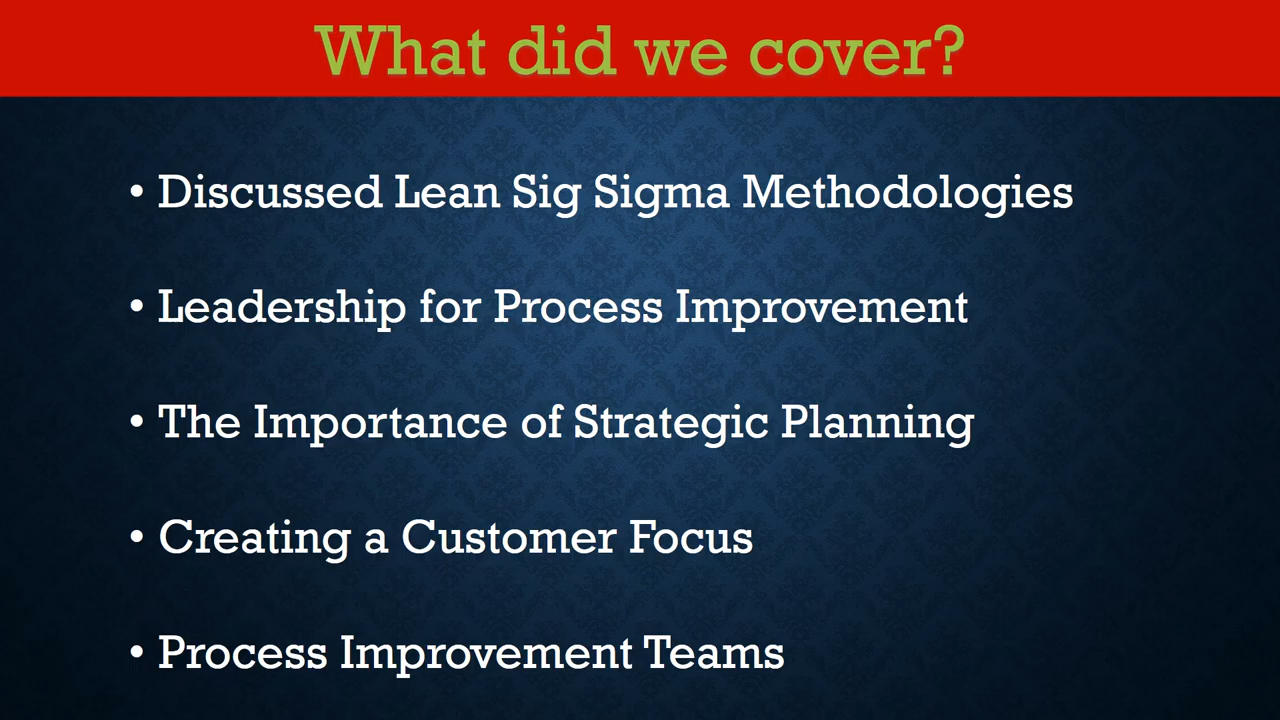 What did we cover?
• Discussed Lean Sig Sigma Methodologies
• Leadership for Process Improvement
• The Importance of Strategic Planning
• Creating a Customer Focus
• Process Improvement Teams